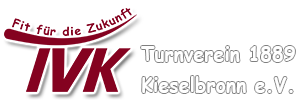 Fit für die Zukunft
TVK
Turnverein 1889
Kieselbronn e.V.